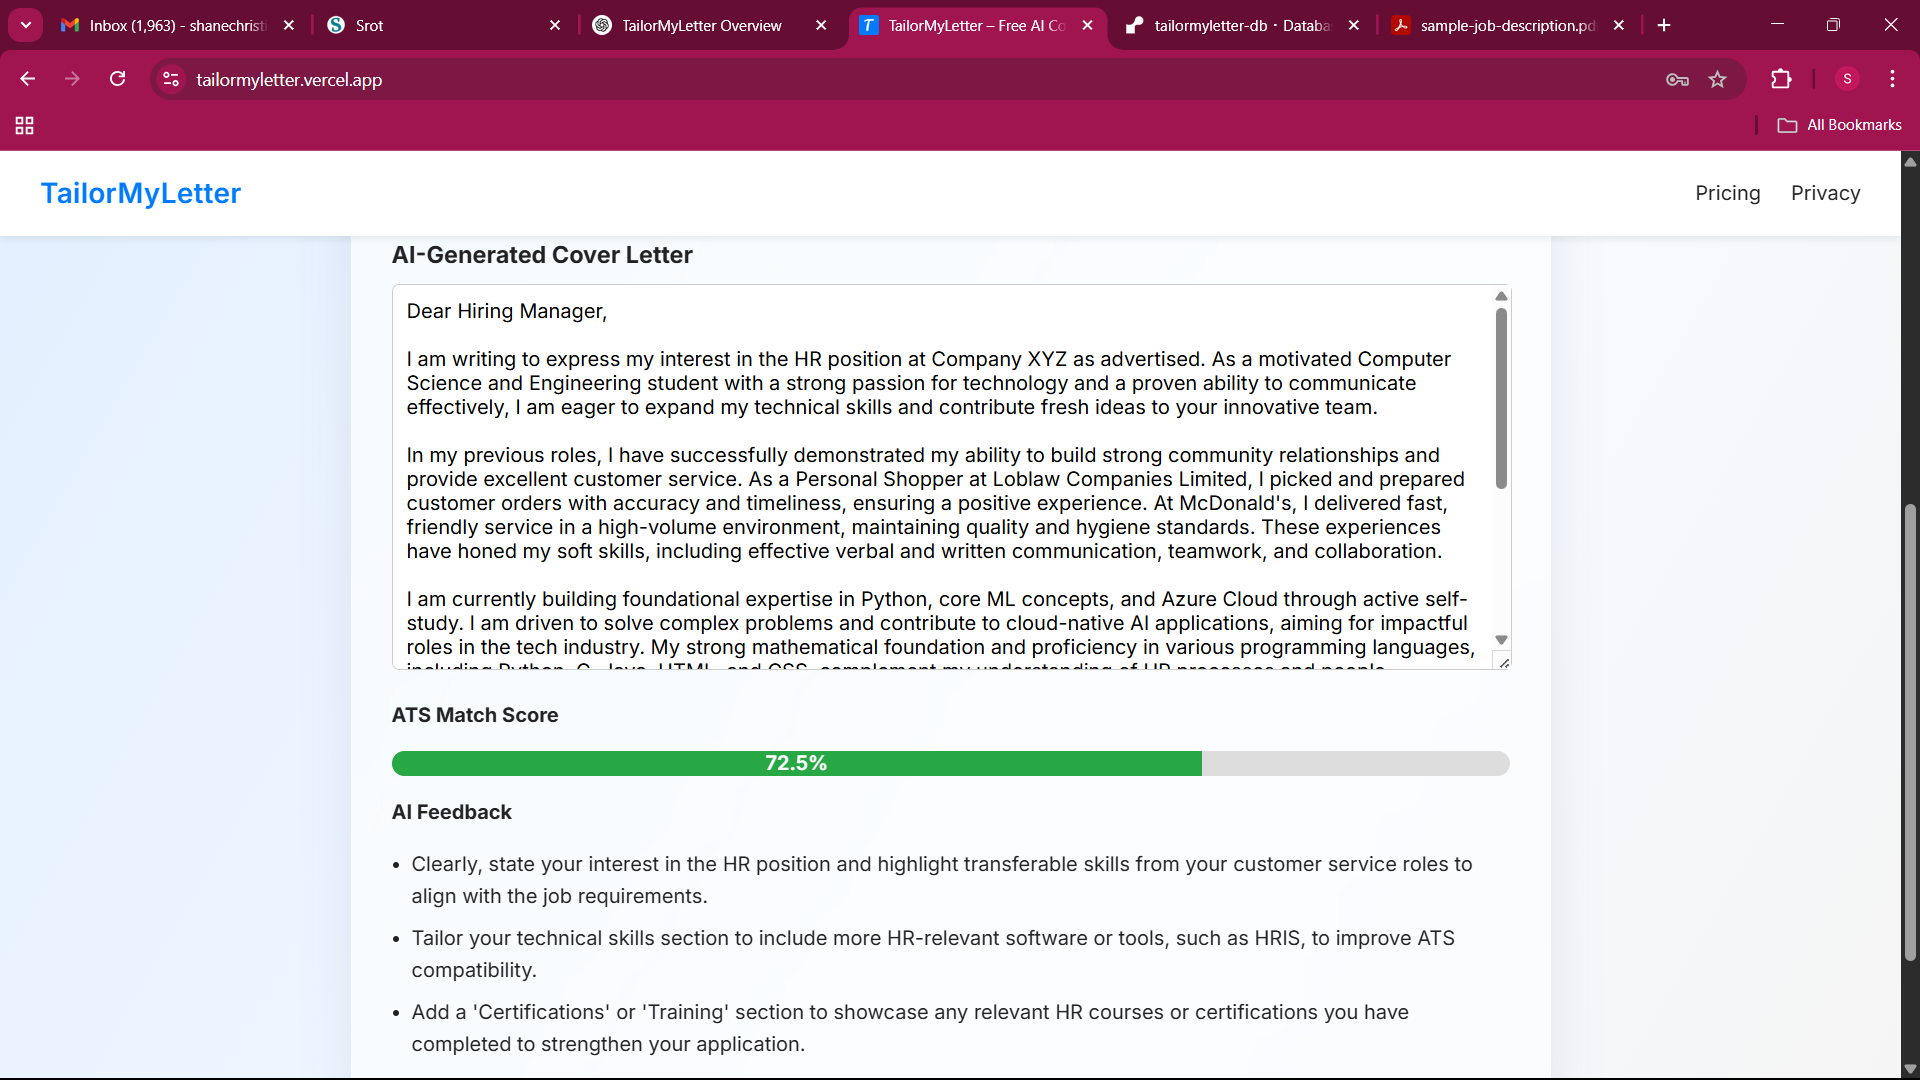 Inbox (1,963) - shanechristi
Srot
TailorMyLetter Overview
TailorMyLetter – Free AI Co
tailormyletter-db · Databa
sample-job-description.pd
tailormyletter.vercel.app
S
All Bookmarks
TailorMyLetter
Pricing
Privacy
AI-Generated Cover Letter
Dear Hiring Manager,
I am writing to express my interest in the HR position at Company XYZ as advertised. As a motivated Computer
Science and Engineering student with a strong passion for technology and a proven ability to communicate
effectively, I am eager to expand my technical skills and contribute fresh ideas to your innovative team.
In my previous roles, I have successfully demonstrated my ability to build strong community relationships and
provide excellent customer service. As a Personal Shopper at Loblaw Companies Limited, I picked and prepared
customer orders with accuracy and timeliness, ensuring a positive experience. At McDonald's, I delivered fast,
friendly service in a high-volume environment, maintaining quality and hygiene standards. These experiences
have honed my soft skills, including effective verbal and written communication, teamwork, and collaboration.
I am currently building foundational expertise in Python, core ML concepts, and Azure Cloud through active self-
study. I am driven to solve complex problems and contribute to cloud-native AI applications, aiming for impactful
roles in the tech industry. My strong mathematical foundation and proficiency in various programming languages,
including Python, C, Java, HTML, and CSS, complement my understanding of HR processes and people
ATS Match Score
72.5%
AI Feedback
• Clearly, state your interest in the HR position and highlight transferable skills from your customer service roles to
align with the job requirements.
• Tailor your technical skills section to include more HR-relevant software or tools, such as HRIS, to improve ATS
compatibility.
• Add a 'Certifications' or 'Training' section to showcase any relevant HR courses or certifications you have
completed to strengthen your application.